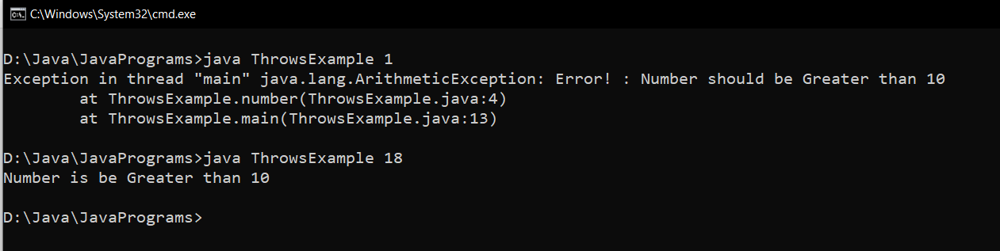 C:\Windows\System32\cmd.exe
D:\Java\JavaPrograms>java ThrowsExample 1
Exception in thread "main" java.lang.ArithmeticException: Error! : Number should be Greater than 10
        at ThrowsExample.number(ThrowsExample.java:4)
        at ThrowsExample.main(ThrowsExample.java:13)
D:\Java\JavaPrograms>java ThrowsExample 18
Number is be Greater than 10
D:\Java\JavaPrograms>